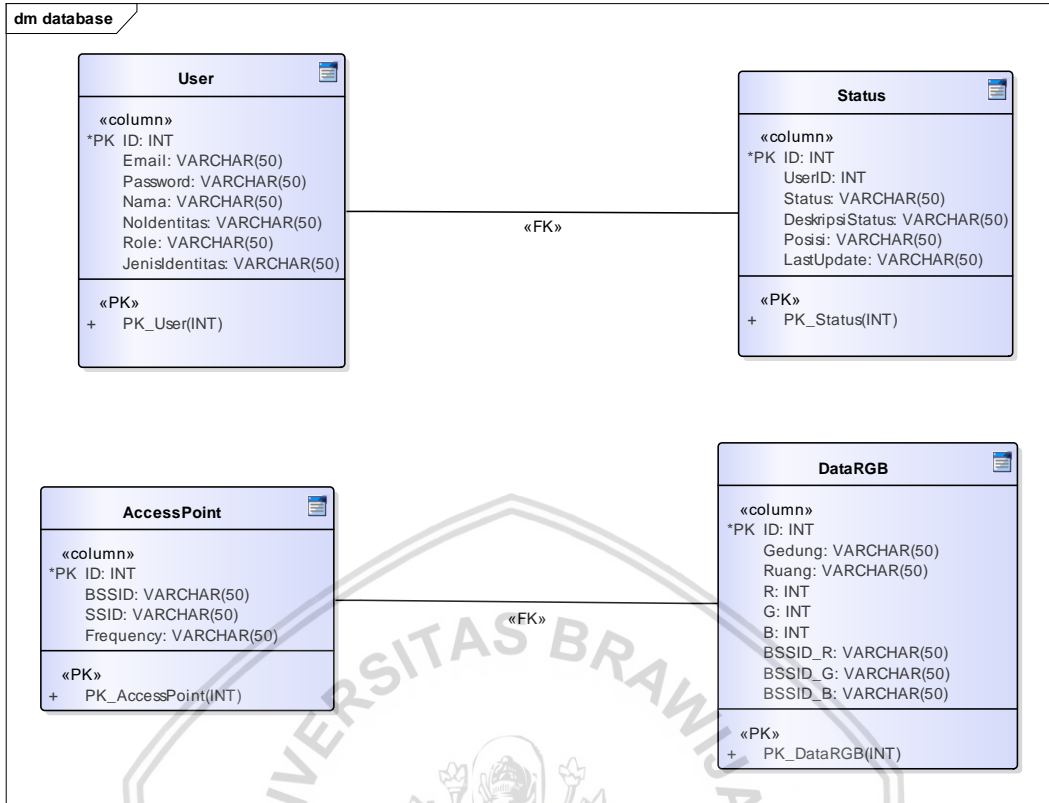 dm database
User
«column»
*PK ID: INT
Email: VARCHAR(50)
Password: VARCHAR(50)
Nama: VARCHAR(50)
NoIdentitas: VARCHAR(50)
Role: VARCHAR(50)
JenisIdentitas: VARCHAR(50)
«PK»
+ PK_User(INT)
«FK»
Status
«column»
*PK ID: INT
UserID: INT
Status: VARCHAR(50)
DeskripsiStatus: VARCHAR(50)
Posisi: VARCHAR(50)
LastUpdate: VARCHAR(50)
«PK»
+ PK_Status(INT)
AccessPoint
«column»
*PK ID: INT
BSSID: VARCHAR(50)
SSID: VARCHAR(50)
Frequency: VARCHAR(50)
«PK»
+ PK_AccessPoint(INT)
«FK»
DataRGB
«column»
*PK ID: INT
Gedung: VARCHAR(50)
Ruang: VARCHAR(50)
R: INT
G: INT
B: INT
BSSID_R: VARCHAR(50)
BSSID_G: VARCHAR(50)
BSSID_B: VARCHAR(50)
«PK»
+ PK_DataRGB(INT)